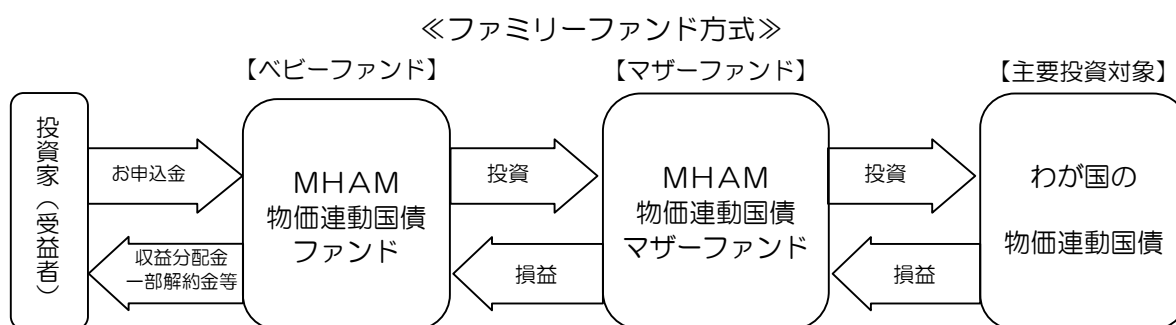 ≪ファミリーファンド方式≫
【ベビーファンド】
【マザーファンド】
【主要投資対象】
投資家（受益者）
お申込金
収益分配金
一部解約金等
ＭＨＡＭ
物価連動国債
ファンド
投資
損益
ＭＨＡＭ
物価連動国債
マザーファンド
投資
損益
わが国の
物価連動国債